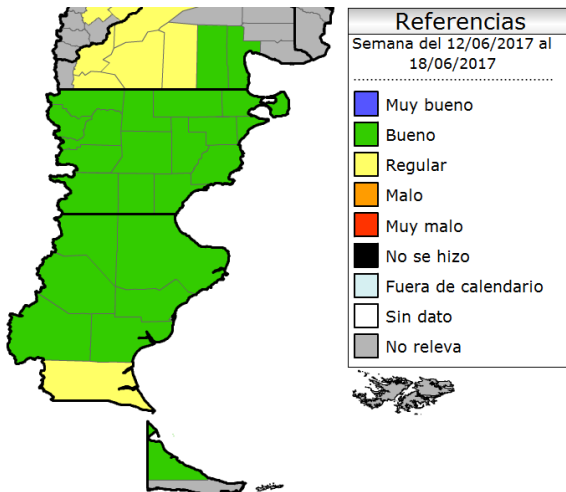 Referencias
Semana del 12/06/2017 al
18/06/2017
Muy bueno
Bueno
Regular
Malo
Muy malo
No se hizo
Fuera de calendario
Sin dato
No releva